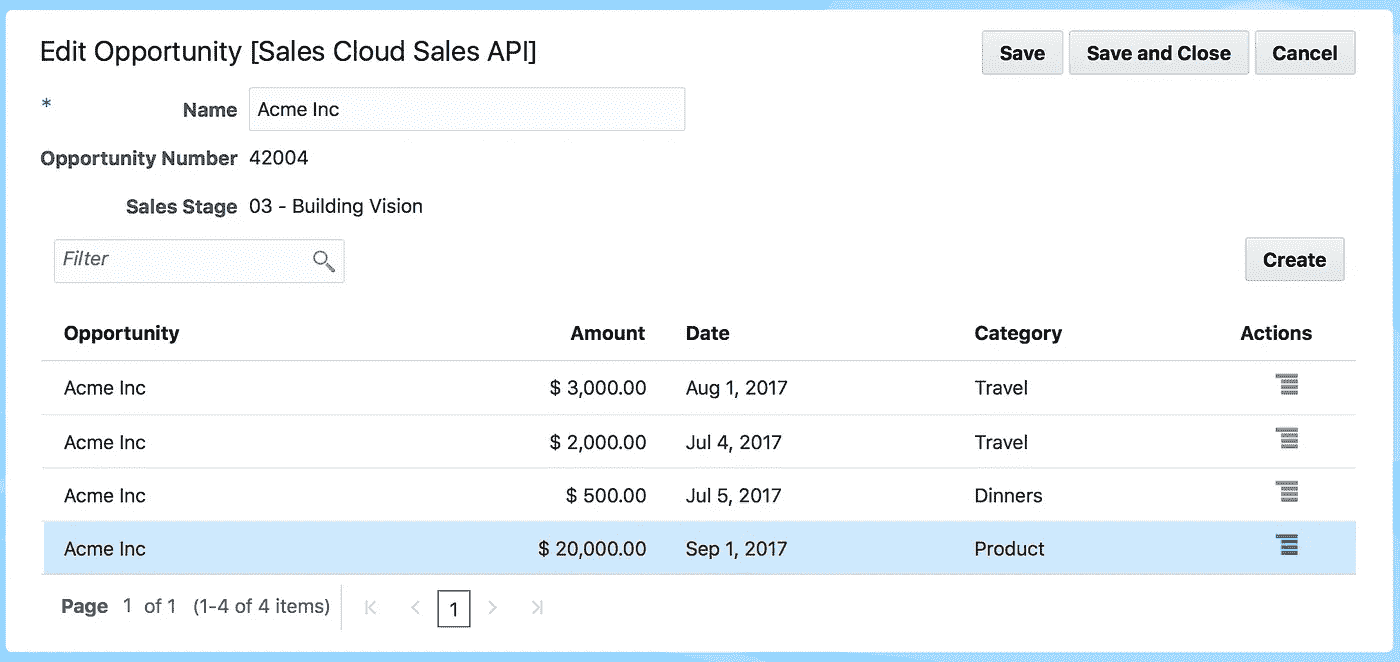 Edit Opportunity [Sales Cloud Sales API] Save Save and Close Cancel
* Name Acme Inc
Opportunity Number 42004
Sales Stage 03 - Building Vision
Filter Create
Opportunity Amount Date Category Actions
Acme Inc $ 3,000.00 Aug 1, 2017 Travel
Acme Inc $ 2,000.00 Jul 4, 2017 Travel
Acme Inc $ 500.00 Jul 5, 2017 Dinners
Acme Inc $ 20,000.00 Sep 1, 2017 Product
Page 1 of 1 (1-4 of 4 items) 1